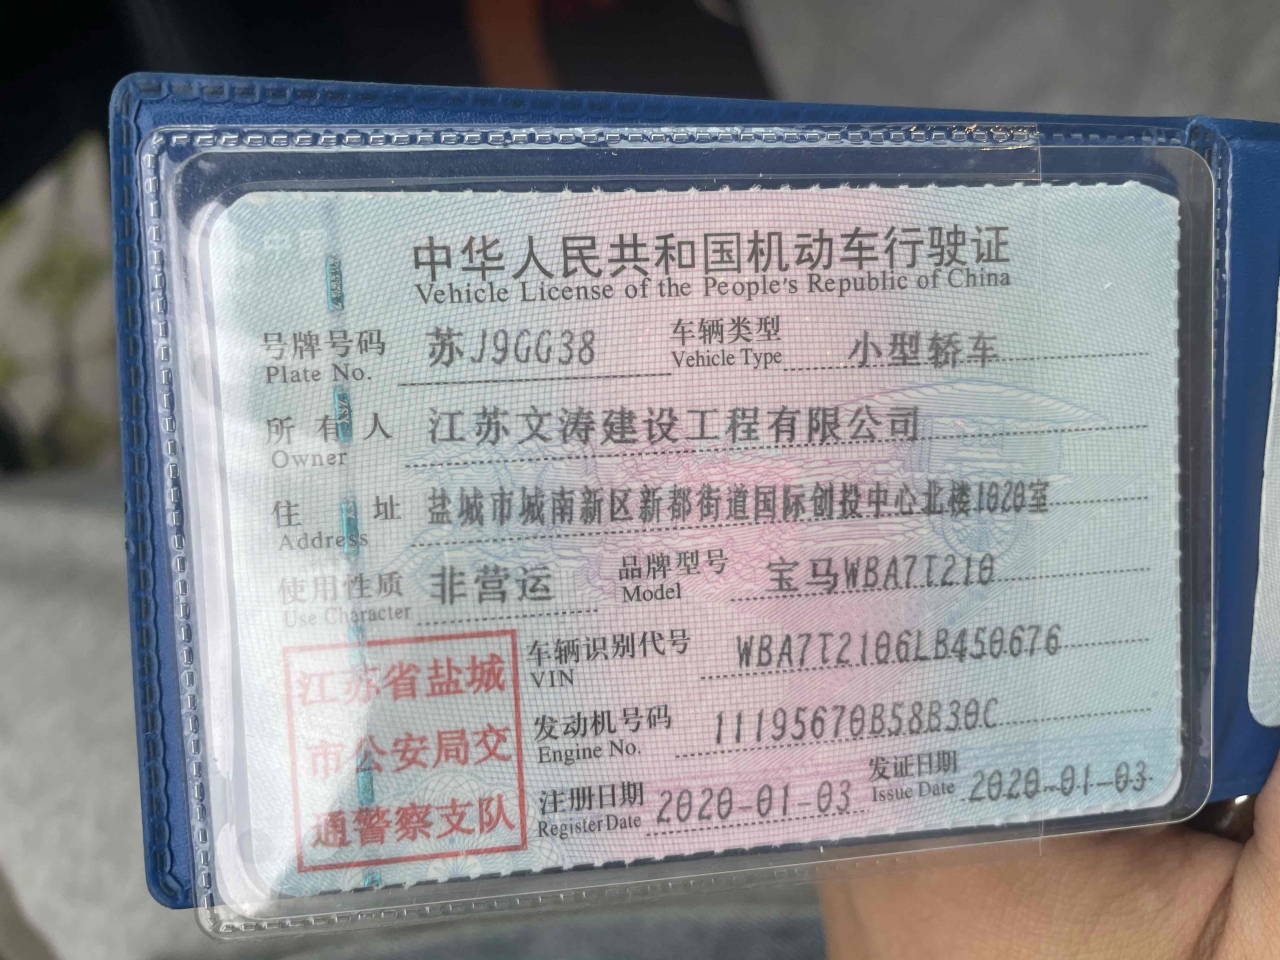 中华人民共和国机动车行驶证
Vehicle License of the People's Republic of China
号牌号码 苏J9GG38 车辆类型 小型轿车
Plate No. Vehicle Type
所有人 江苏文涛建设工程有限公司
Owner
住址 盐城市城南新区新都街道国际创投中心北楼1020室
Address
使用性质 非营运 品牌型号 宝马WBA7T210
Use Character Model
车辆识别代号 WBA7T2106LB450676
VIN
发动机号码 11195670B58B30C
Engine No.
注册日期 2020-01-03 发证日期 2020-01-03
Register Date Issue Date
江苏省盐城
市公安局交
通警察支队